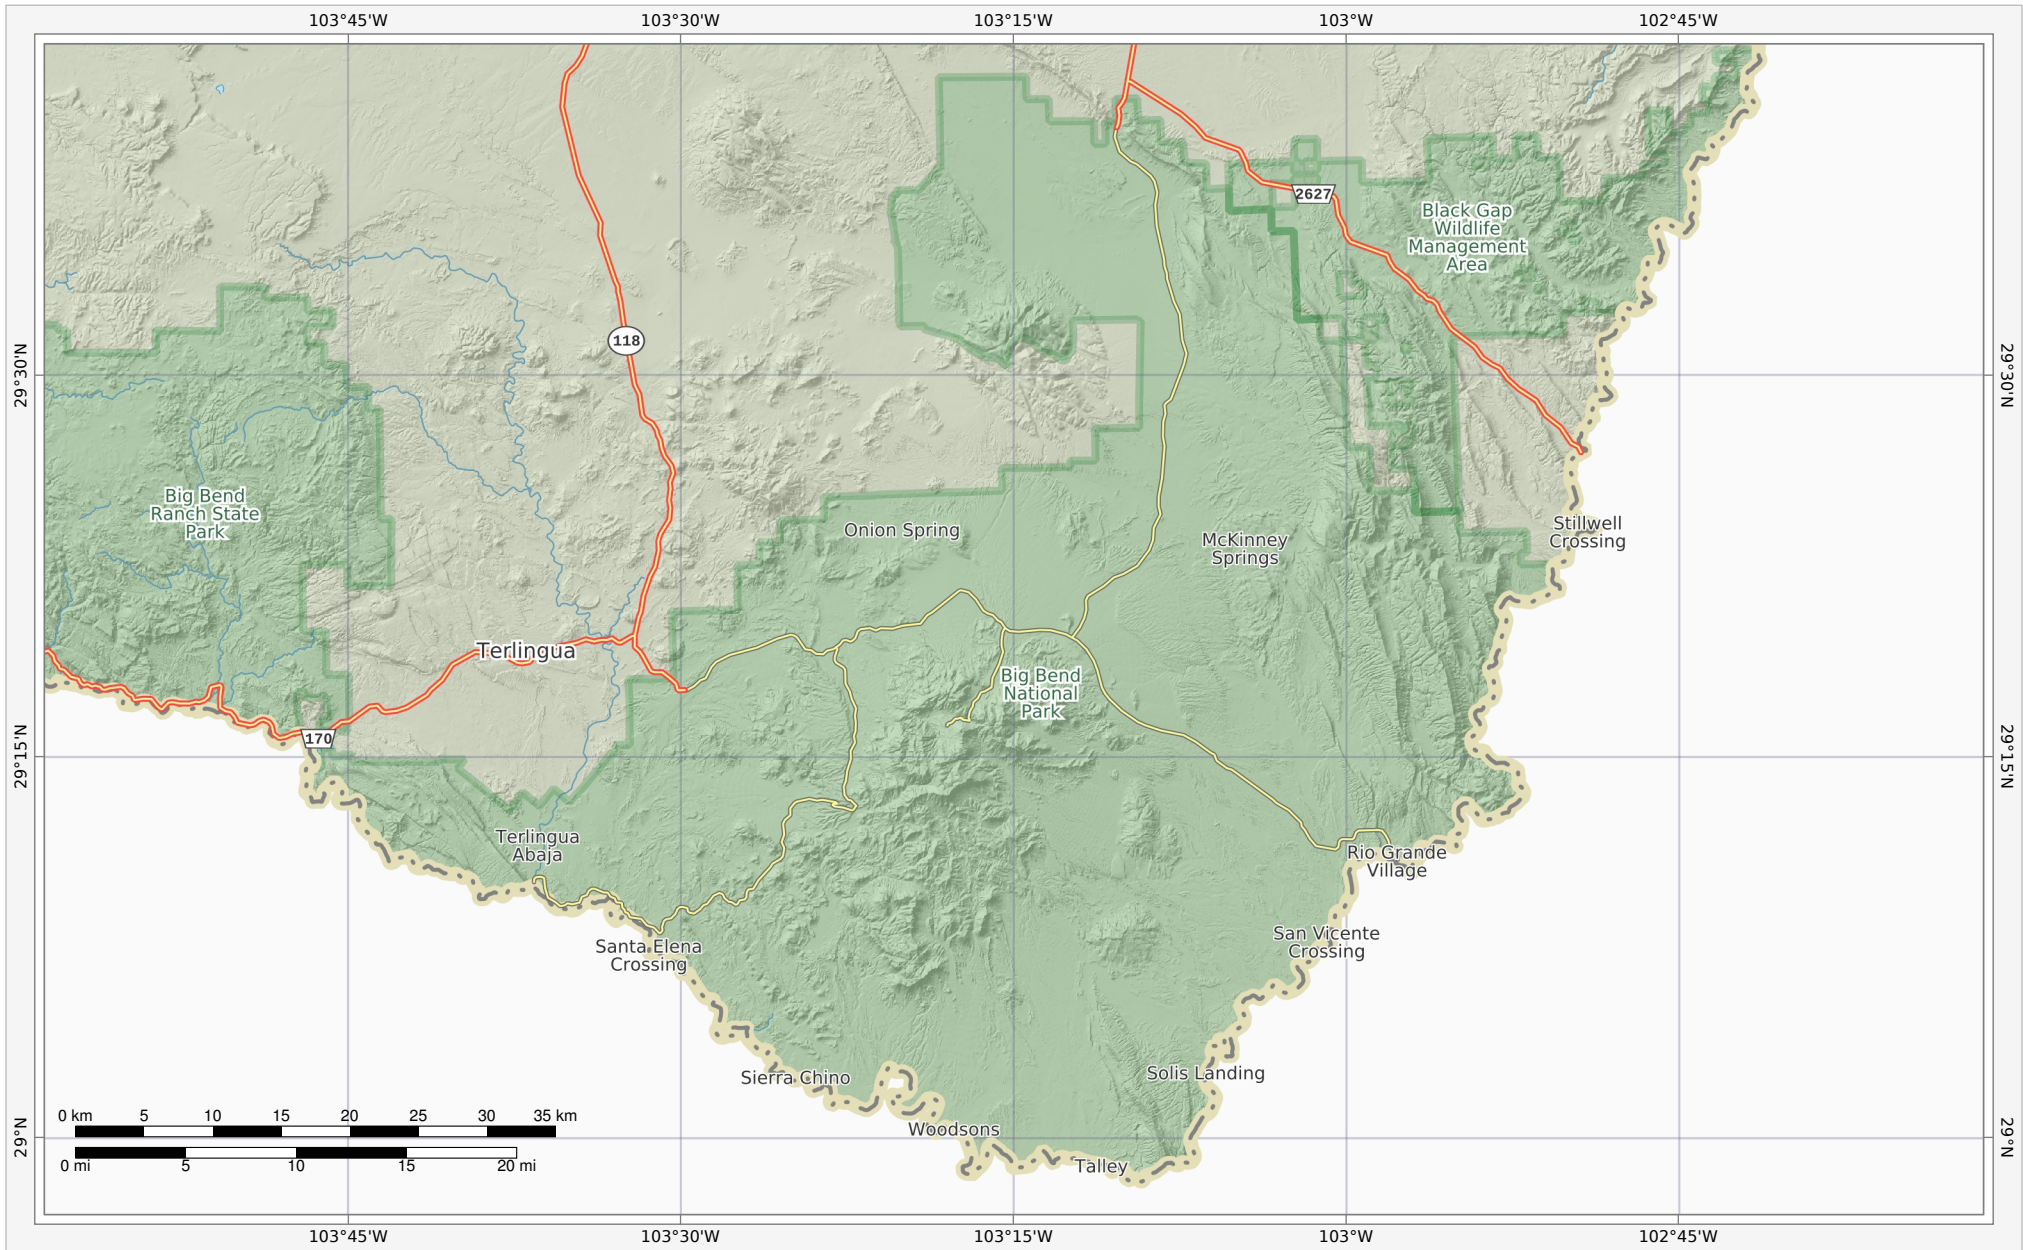 103°45'W
103°30'W
103°15'W
103°W
102°45'W
2627
Black Gap
Wildlife
Management
Area
118
29°30'N
29°30'N
Big Bend
Ranch State
Park
Onion Spring
McKinney
Springs
Stillwell
Crossing
Terlingua
Big Bend
National
Park
170
29°15'N
29°15'N
Terlingua
Abaja
Rio Grande
Village
Santa Elena
Crossing
San Vicente
Crossing
Sierra Chino
Solis Landing
Woodsons
Talley
29°N
29°N
0 km 5 10 15 20 25 30 35 km
0 mi 5 10 15 20 mi
103°45'W
103°30'W
103°15'W
103°W
102°45'W